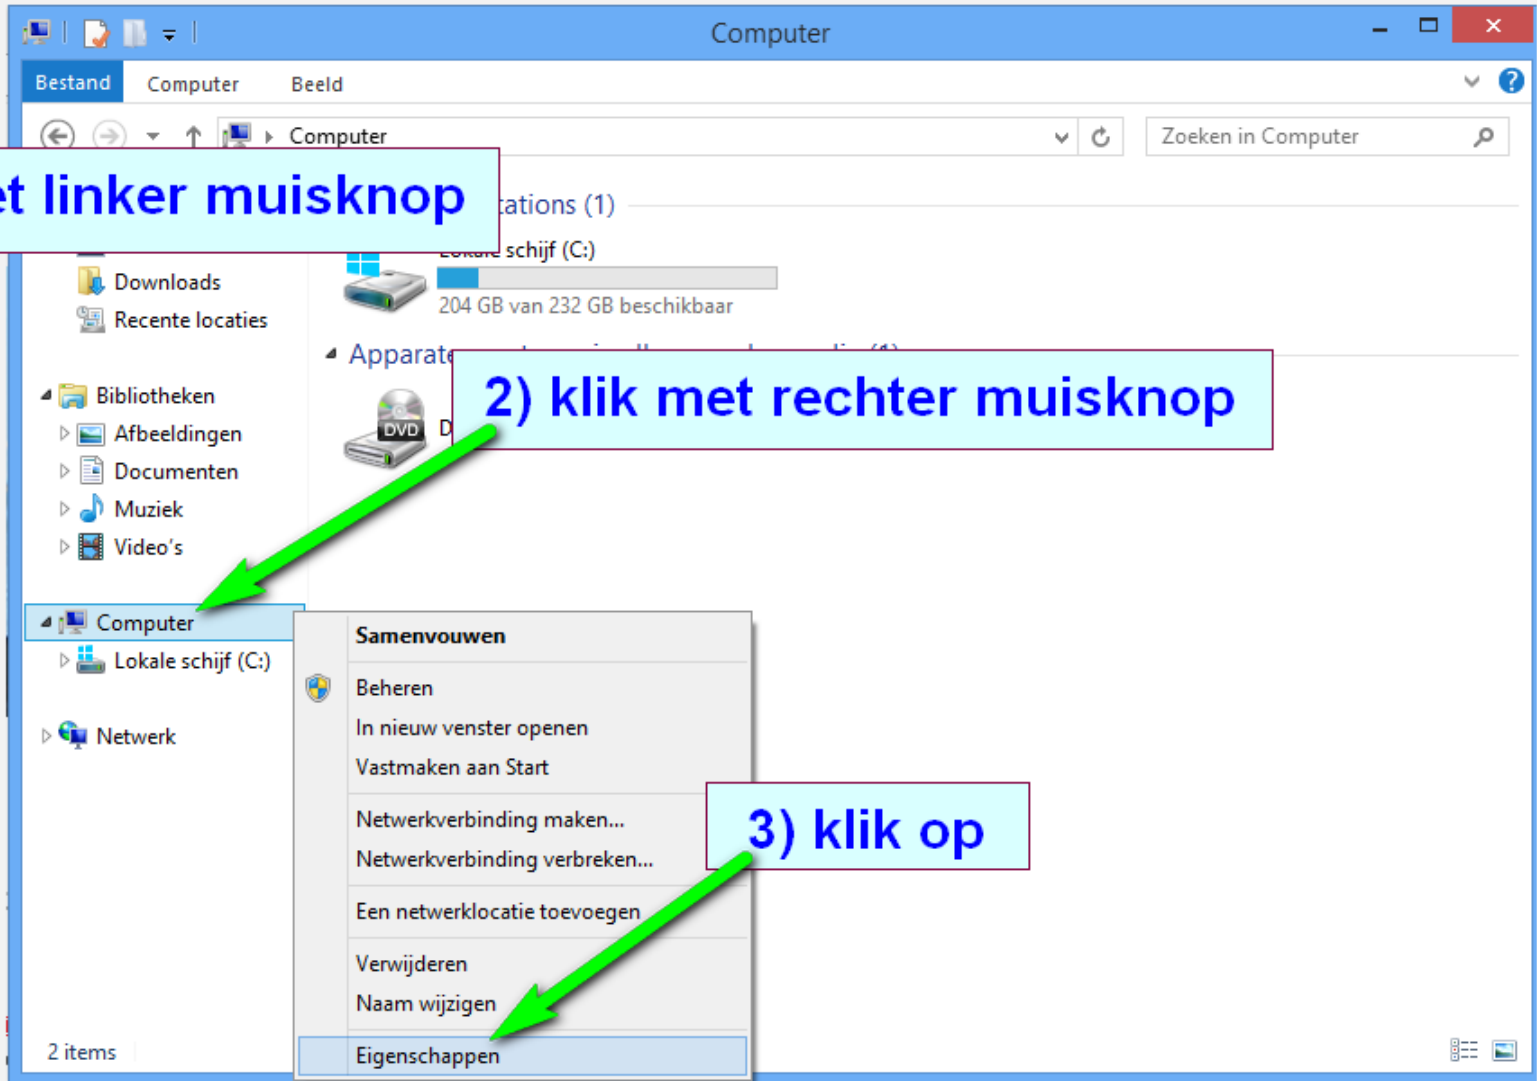 Computer
Bestand Computer Beeld
Computer
Zoeken in Computer
linker muisknop
(1)
schijf (C:)
204 GB van 232 GB beschikbaar
Downloads
Recente locaties
2) klik met rechter muisknop
DVD
Bibliotheken
Afbeeldingen
Documenten
Muziek
Video's
Computer
Lokale schijf (C:)
Netwerk
Samenvouwen
Beheren
In nieuw venster openen
Vastmaken aan Start
Netwerkverbinding maken...
Netwerkverbinding verbreken...
3) klik op
Een netwerklocatie toevoegen
Verwijderen
Naam wijzigen
Eigenschappen
2 items